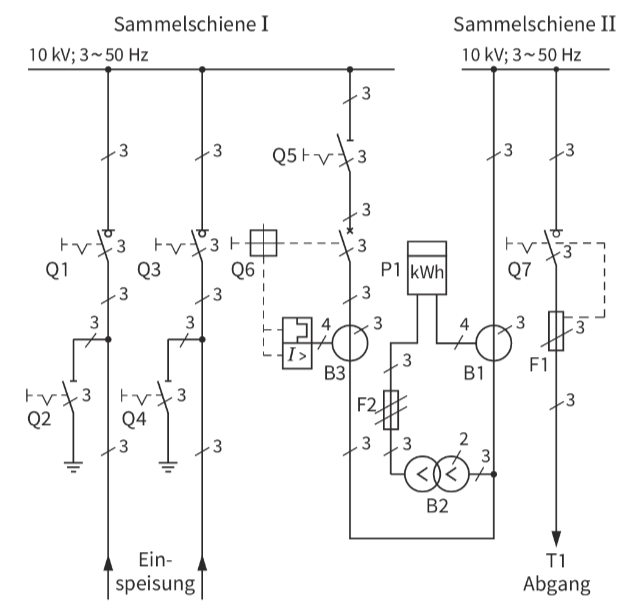 Sammelschiene I
Sammelschiene II
10 kV; 3~50 Hz
10 kV; 3~50 Hz
3
3
3
3
3
Q5
3
3
Q1
3
Q3
3
Q6
3
P1
kWh
Q7
3
3
3
3
3
3
I>
4
3
B3
4
3
B1
F1
3
Q2
3
Q4
3
F2
3
3
3
3
3
3
2
3
B2
Ein-
speisung
T1
Abgang